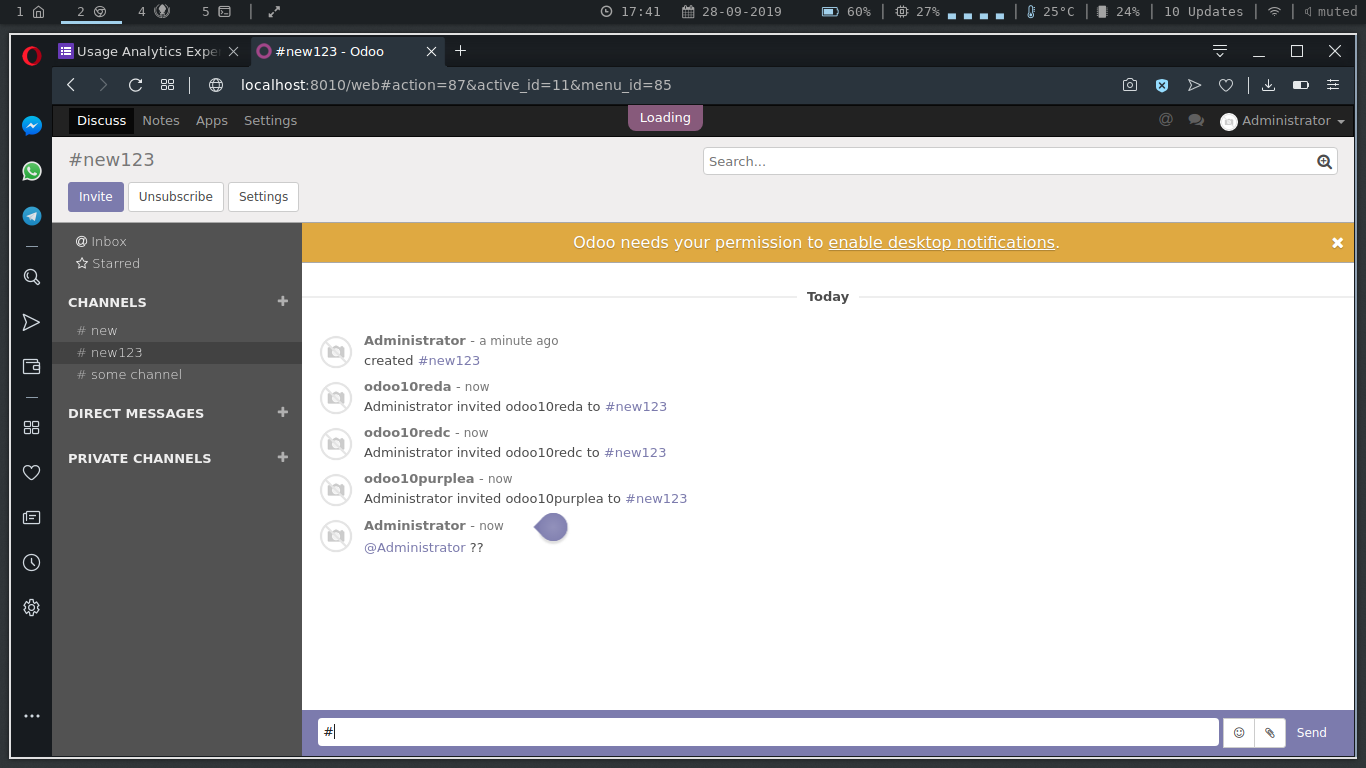 1 2 4 5 17:41 28-09-2019 60% 27% 25°C 24% 10 Updates muted
Usage Analytics Expe #new123 - Odoo
localhost:8010/web#action=87&active_id=11&menu_id=85
Discuss Notes Apps Settings Loading @ Administrator
#new123
Search...
Invite Unsubscribe Settings
Odoo needs your permission to enable desktop notifications.
Inbox
Starred
CHANNELS +
# new
# new123
# some channel
DIRECT MESSAGES +
PRIVATE CHANNELS +
Today
Administrator - a minute ago
created #new123
odoo10reda - now
Administrator invited odoo10reda to #new123
odoo10redc - now
Administrator invited odoo10redc to #new123
odoo10purplea - now
Administrator invited odoo10purplea to #new123
Administrator - now
@Administrator ??
#
Send